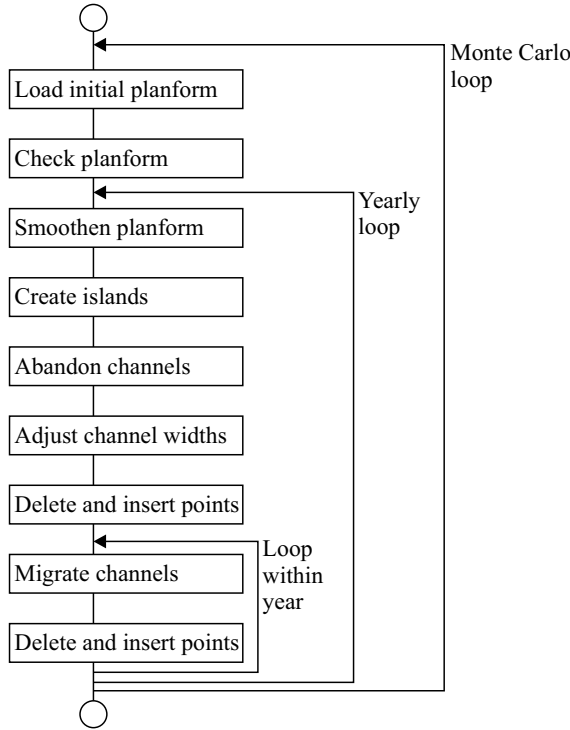 Monte Carlo
loop
Load initial planform
Check planform
Yearly
loop
Smoothen planform
Create islands
Abandon channels
Adjust channel widths
Delete and insert points
Loop
within
year
Migrate channels
Delete and insert points